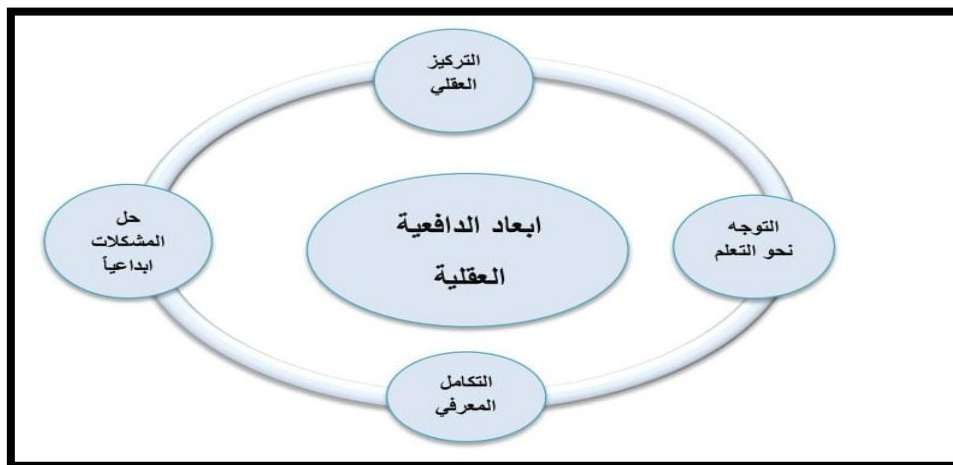 التركيز
العقلي
حل
المشكلات
ابداعياً
ابعاد الدافعية
العقلية
التوجه
نحو التعلم
التكامل
المعرفي